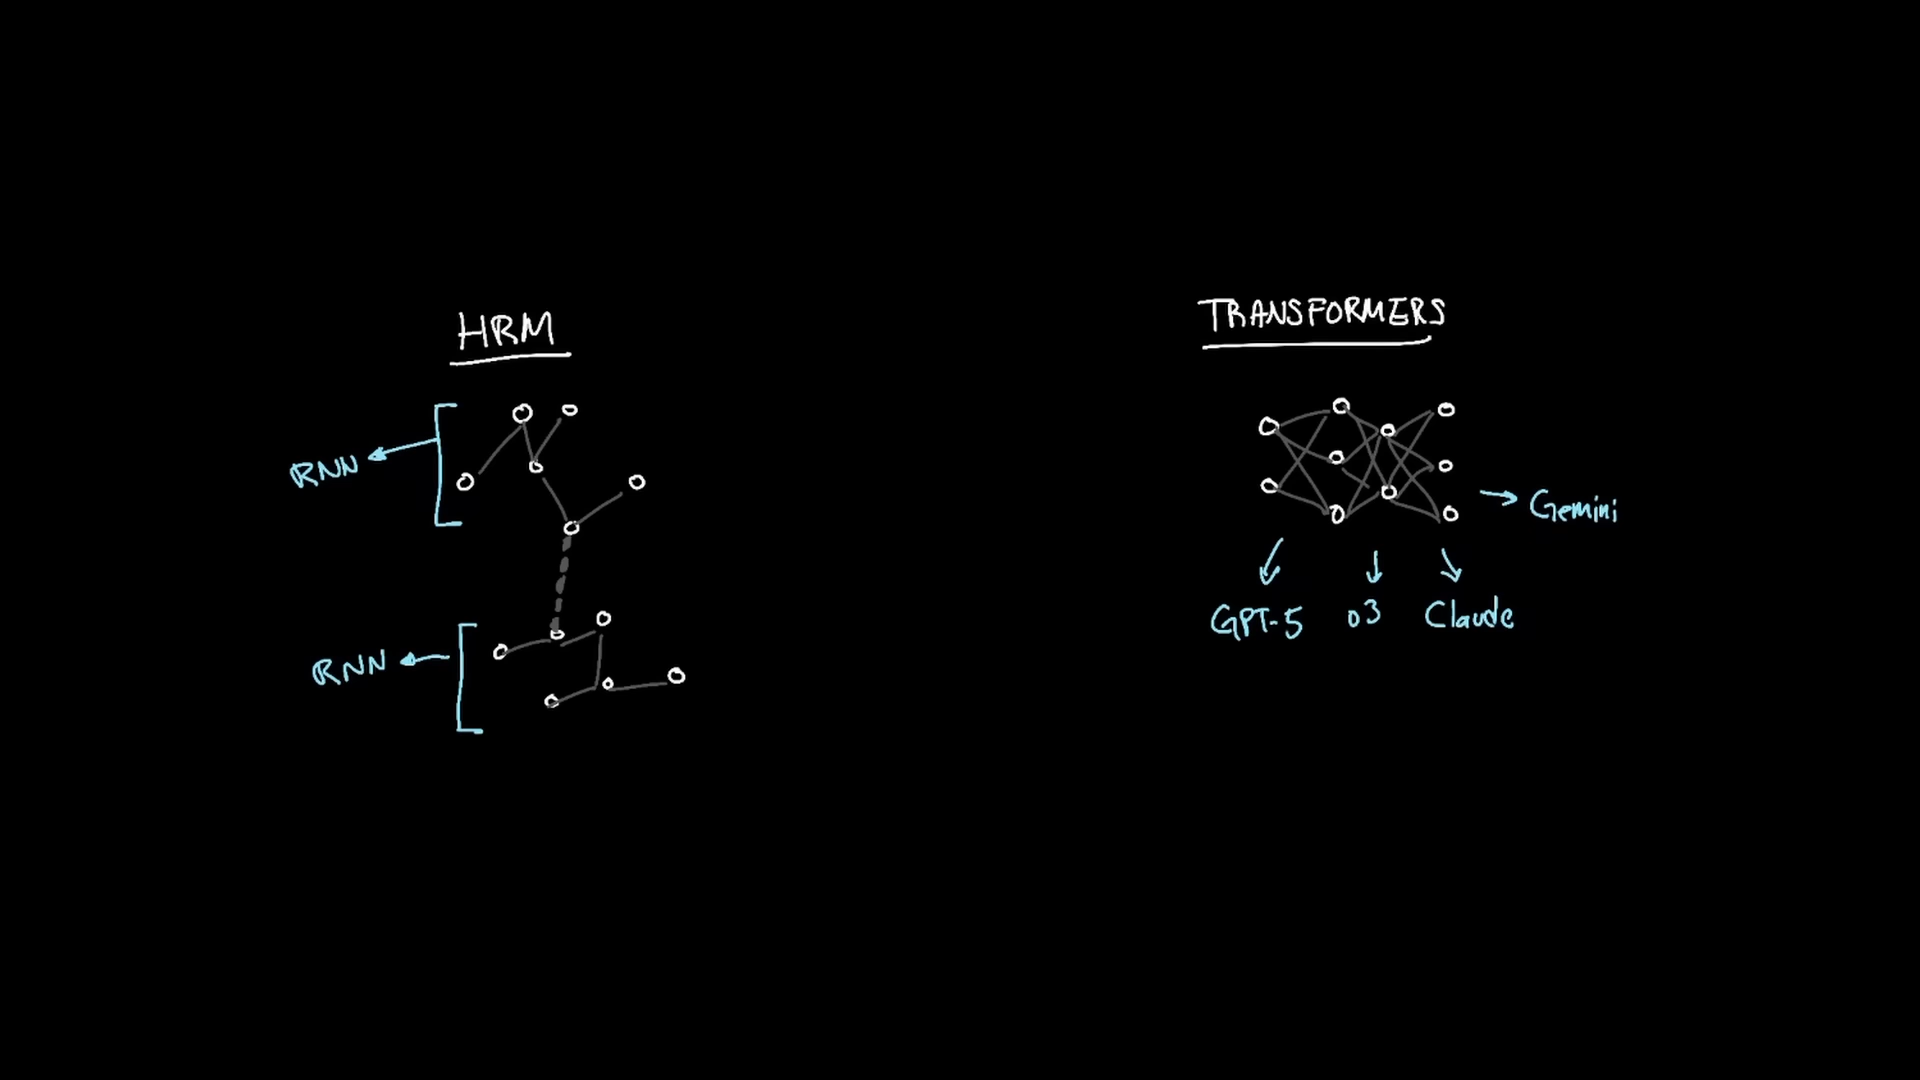 HRM
RNN
RNN
TRANSFORMERS
Gemini
GPT-5 o3 Claude